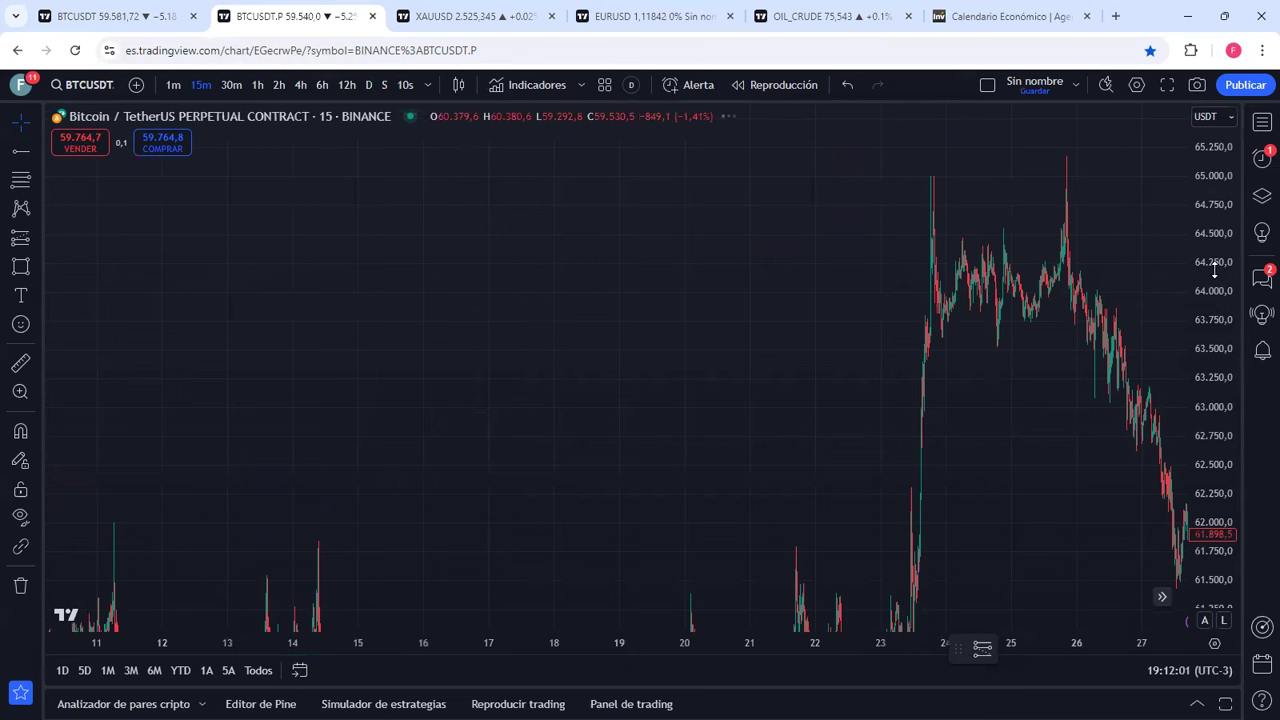 BTCUSDT 59.581,72 ▼ −5.18
BTCUSDT.P 59.540,0 ▼ −5.25
XAUUSD 2.525,345 ▲ +0.02
EURUSD 1,11842 0% Sin nom
OIL_CRUDE 75,543 ▲ +0.1%
Calendario Económico | Age
es.tradingview.com/chart/EGecrwPe/?symbol=BINANCE%3ABTCUSDT.P
F
F
11
BTCUSDT.
1m 15m 30m 1h 2h 4h 6h 12h D S 10s
Indicadores
D
Alerta
Reproducción
Sin nombre
Guardar
Publicar
Bitcoin / TetherUS PERPETUAL CONTRACT · 15 · BINANCE
O60.379,6 H60.380,6 L59.292,8 C59.530,5 −849,1 (−1,41%)
USDT
59.764,7
VENDER
0,1
59.764,8
COMPRAR
1
2
65.250,0
65.000,0
64.750,0
64.500,0
64.250,0
64.000,0
63.750,0
63.500,0
63.250,0
63.000,0
62.750,0
62.500,0
62.250,0
62.000,0
61.898,5
61.750,0
61.500,0
61.250,0
A L
11 12 13 14 15 16 17 18 19 20 21 22 23 24 25 26 27
1D 5D 1M 3M 6M YTD 1A 5A Todos
19:12:01 (UTC-3)
Analizador de pares cripto
Editor de Pine
Simulador de estrategias
Reproducir trading
Panel de trading